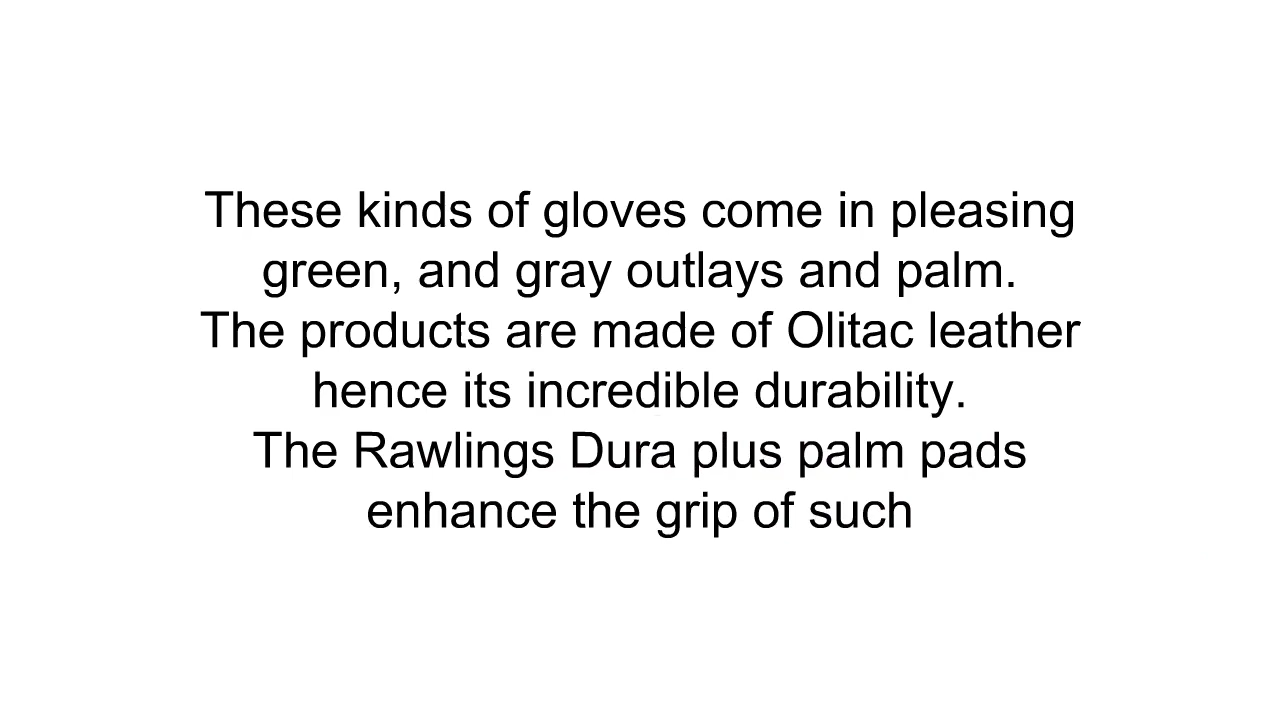 These kinds of gloves come in pleasing
green, and gray outlays and palm.
The products are made of Olitac leather
hence its incredible durability.
The Rawlings Dura plus palm pads
enhance the grip of such